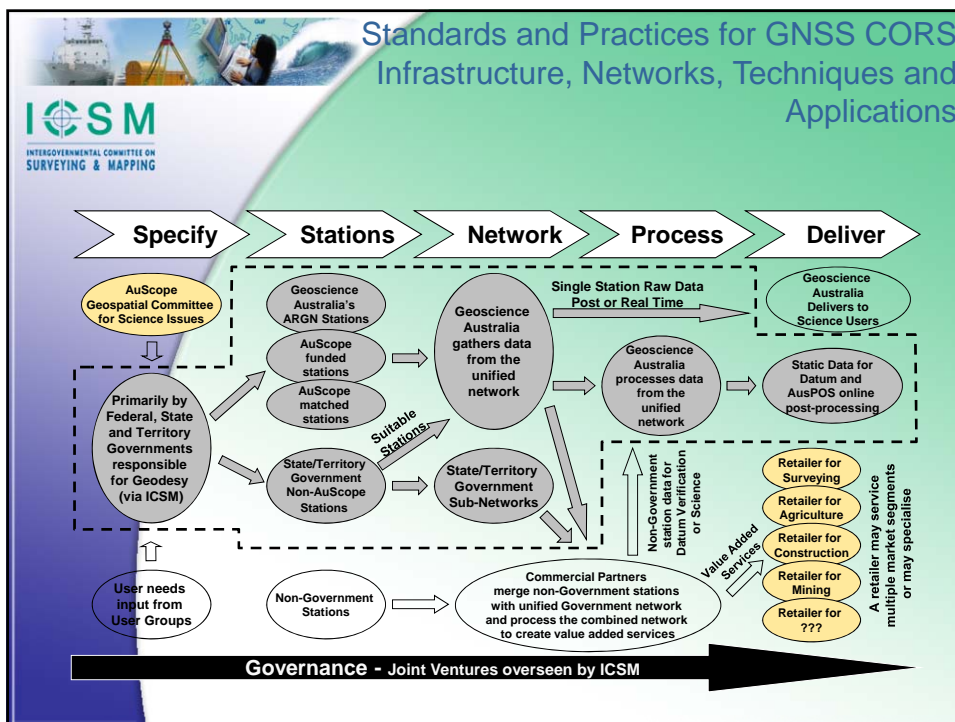 Standards and Practices for GNSS CORS
Infrastructure, Networks, Techniques and
Applications
ICSM
INTERGOVERNMENTAL COMMITTEE ON
SURVEYING & MAPPING
Specify
Stations
Network
Process
Deliver
AuScope
Geospatial Committee
for Science Issues
Primarily by
Federal, State
and Territory
Governments
responsible
for Geodesy
(via ICSM)
User needs
input from
User Groups
Geoscience
Australia's
ARGN Stations
AuScope
funded
stations
AuScope
matched
stations
Suitable
Stations
State/Territory
Government
Non-AuScope
Stations
Non-Government
Stations
Geoscience
Australia
gathers data
from the
unified
network
State/Territory
Government
Sub-Networks
Single Station Raw Data
Post or Real Time
Geoscience
Australia
processes data
from the
unified
network
Non-Government
station data for
Datum Verification
or Science
Commercial Partners
merge non-Government stations
with unified Government network
and process the combined network
to create value added services
Value Added
Services
Geoscience
Australia
Delivers to
Science Users
Static Data for
Datum and
AusPOS online
post-processing
Retailer for
Surveying
Retailer for
Agriculture
Retailer for
Construction
Retailer for
Mining
Retailer for
???
A retailer may service
multiple market segments
or may specialise
Governance - Joint Ventures overseen by ICSM